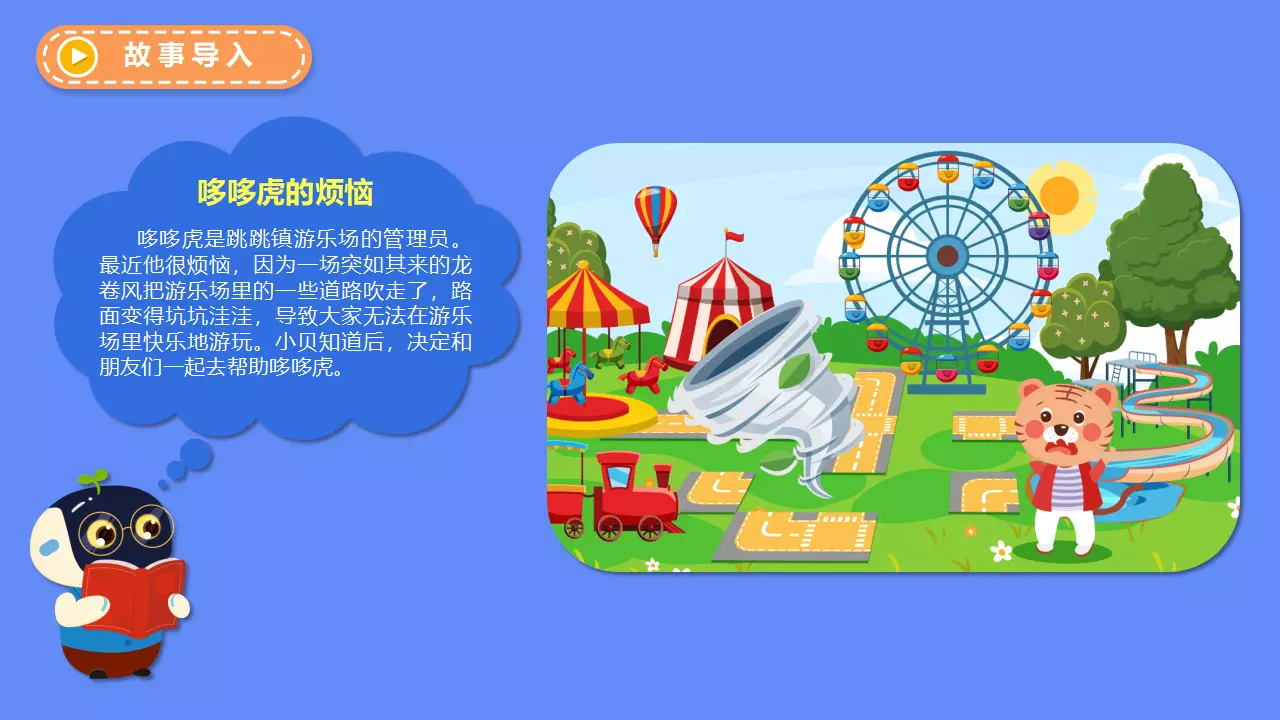 故事导入
哆哆虎的烦恼
哆哆虎是跳跳镇游乐场的管理员。
最近他很烦恼，因为一场突如其来的龙
卷风把游乐场里的一些道路吹走了，路
面变得坑坑洼洼，导致大家无法在游乐
场里快乐地游玩。小贝知道后，决定和
朋友们一起去帮助哆哆虎。